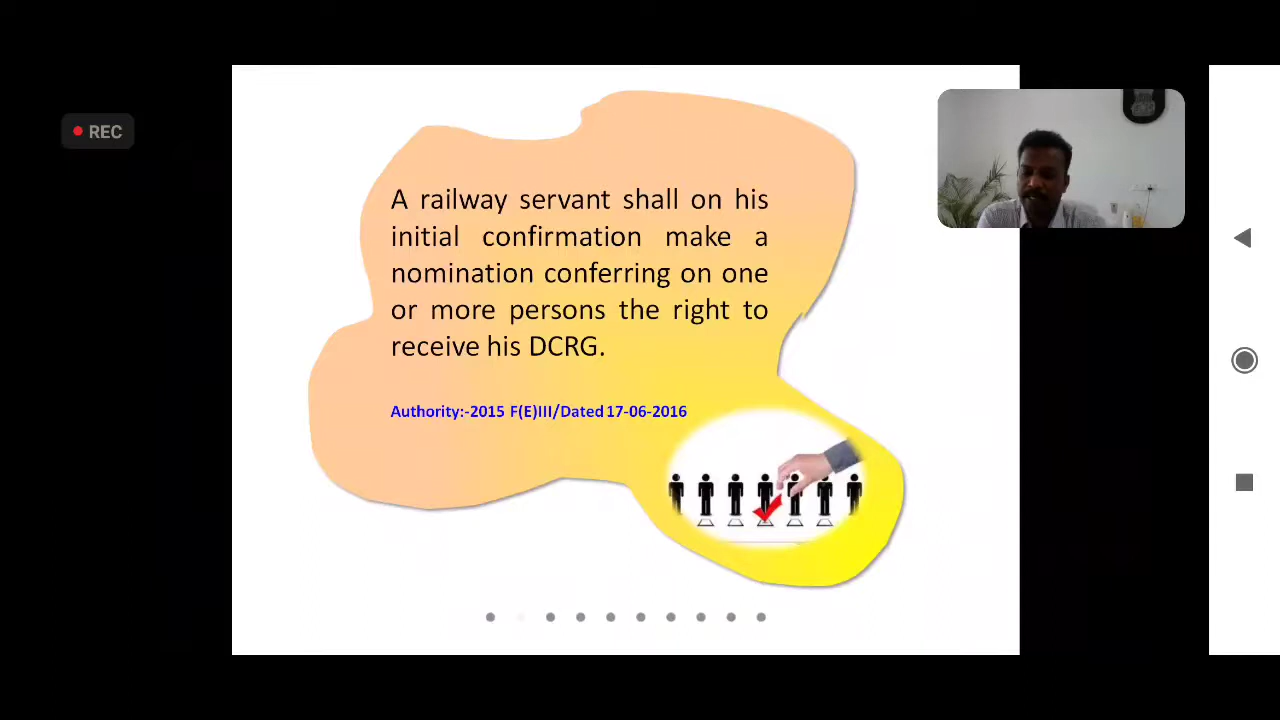 REC
A railway servant shall on his
initial confirmation make a
nomination conferring on one
or more persons the right to
receive his DCRG.
Authority:-2015 F(E)III/Dated 17-06-2016